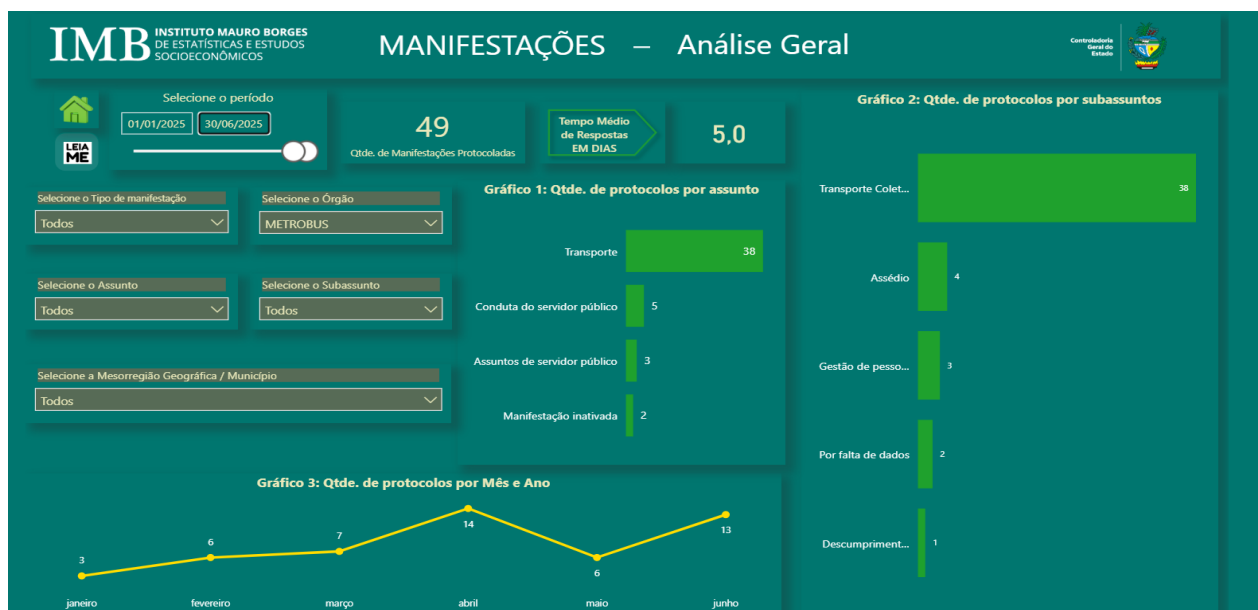 IMB
INSTITUTO MAURO BORGES
DE ESTATÍSTICAS E ESTUDOS
SOCIOECONÔMICOS
MANIFESTAÇÕES – Análise Geral
Controladoria
Geral do
Estado
LEIA
ME
Selecione o período
01/01/2025 30/06/2025
49
Qtde. de Manifestações Protocoladas
Tempo Médio
de Respostas
EM DIAS
5,0
Selecione o Tipo de manifestação
Todos
Selecione o Órgão
METROBUS
Selecione o Assunto
Todos
Selecione o Subassunto
Todos
Selecione a Mesorregião Geográfica / Município
Todos
Gráfico 1: Qtde. de protocolos por assunto
Transporte 38
Conduta do servidor público 5
Assuntos de servidor público 3
Manifestação inativada 2
Gráfico 2: Qtde. de protocolos por subassuntos
Transporte Colet... 38
Assédio 4
Gestão de pesso... 3
Por falta de dados 2
Descumpriment... 1
Gráfico 3: Qtde. de protocolos por Mês e Ano
3 6 7 14 6 13
janeiro fevereiro março abril maio junho